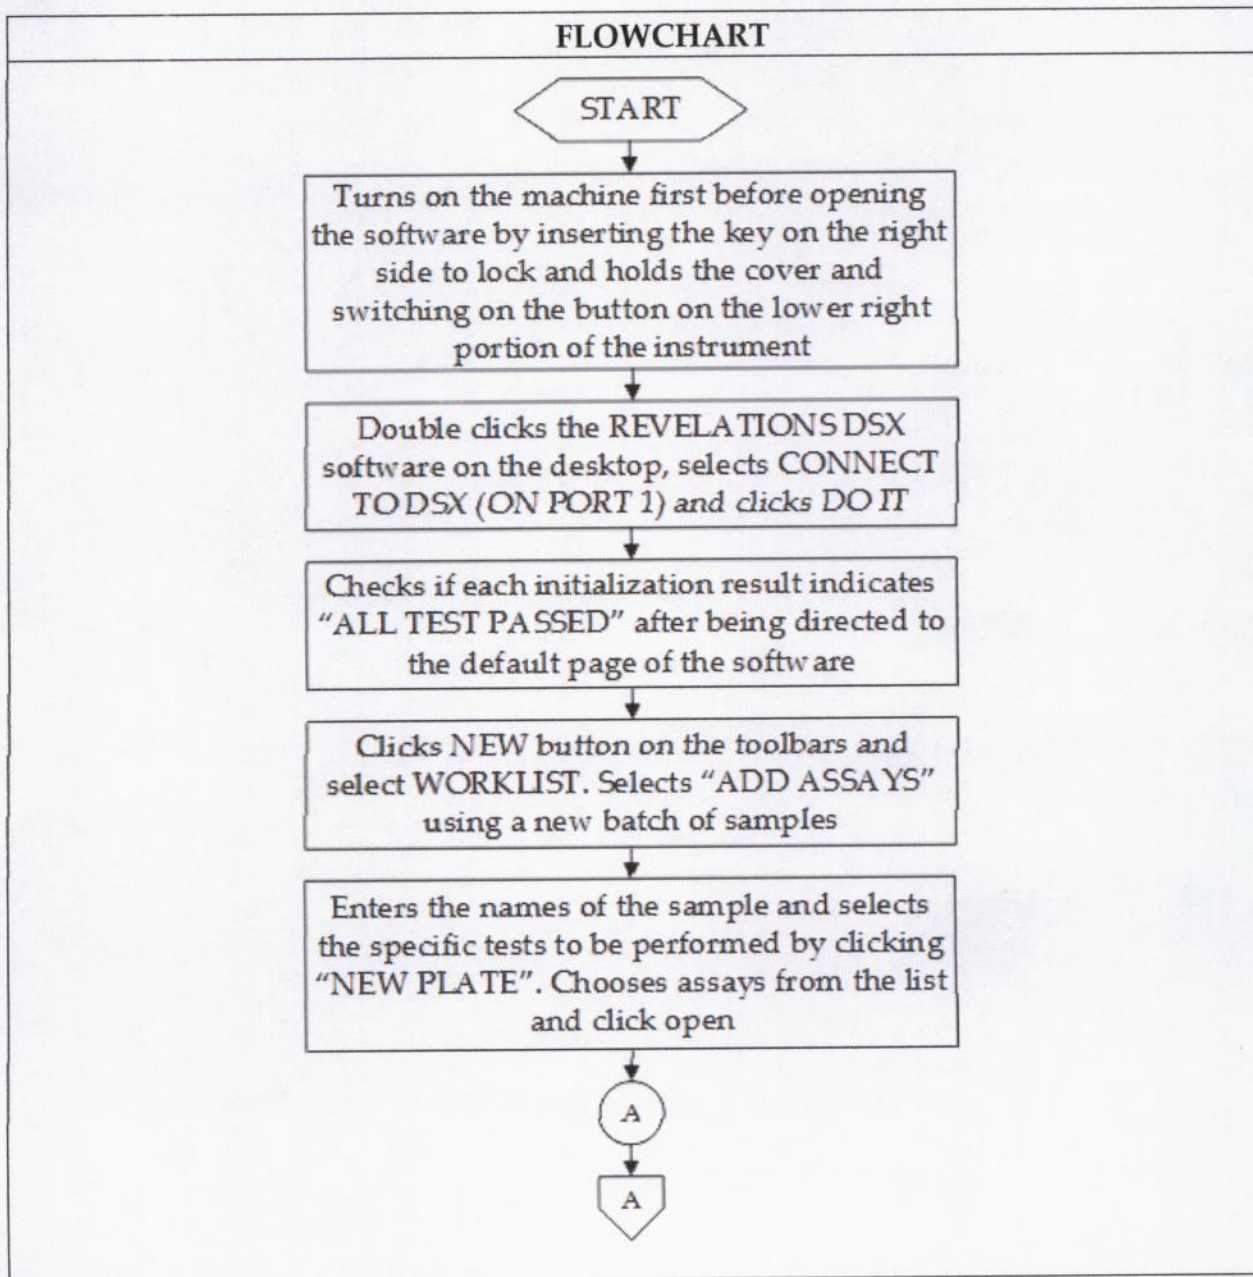 FLOWCHART
START
Turns on the machine first before opening
the software by inserting the key on the right
side to lock and holds the cover and
switching on the button on the lower right
portion of the instrument
Double clicks the REVELATIONS DSX
software on the desktop, selects CONNECT
TO DSX (ON PORT 1) and clicks DO IT
Checks if each initialization result indicates
“ALL TEST PASSED” after being directed to
the default page of the software
Clicks NEW button on the toolbars and
select WORKLIST. Selects “ADD ASSAYS”
using a new batch of samples
Enters the names of the sample and selects
the specific tests to be performed by clicking
“NEW PLATE”. Chooses assays from the list
and click open
A
A